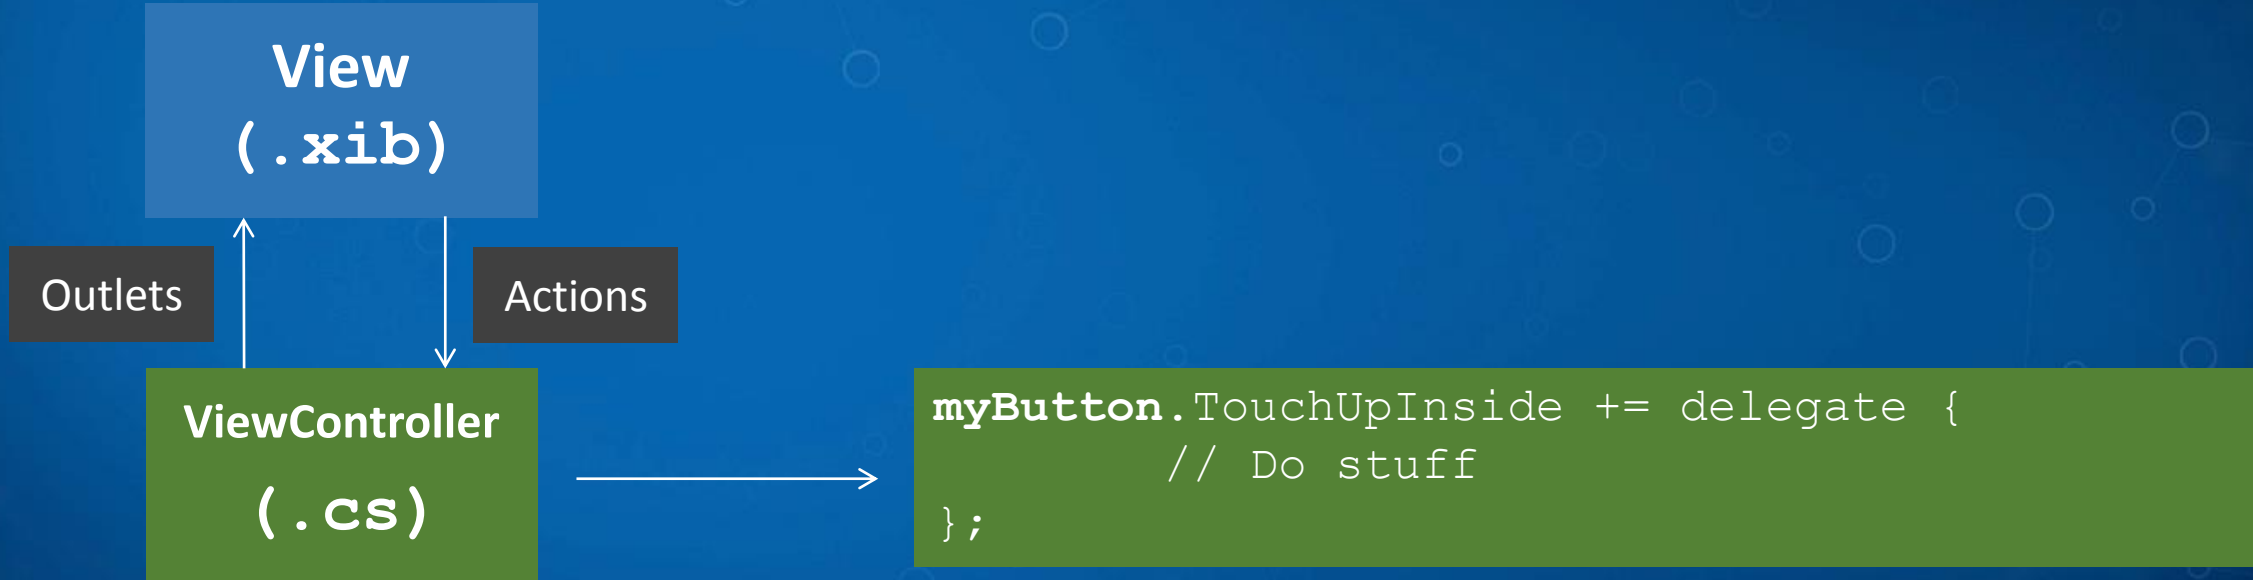 View
(.xib)
Outlets
Actions
ViewController
(.cs)
myButton.TouchUpInside += delegate {
// Do stuff
};